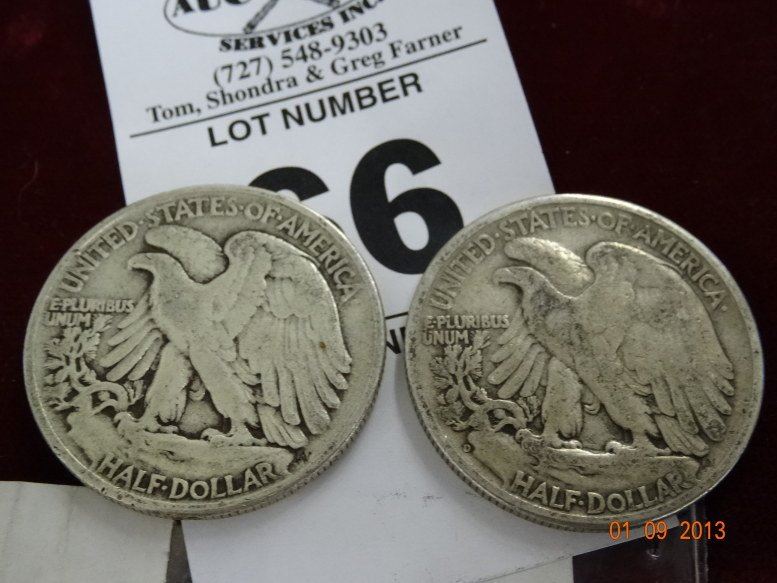 SERVICES INC.
(727) 548-9303
Tom, Shondra & Greg Farner
LOT NUMBER
66
UNITED·STATES·OF·AMERICA
E·PLURIBUS
UNUM
HALF·DOLLAR
UNITED·STATES·OF·AMERICA·
E·PLURIBUS
UNUM
D
HALF·DOLLAR
01 09 2013